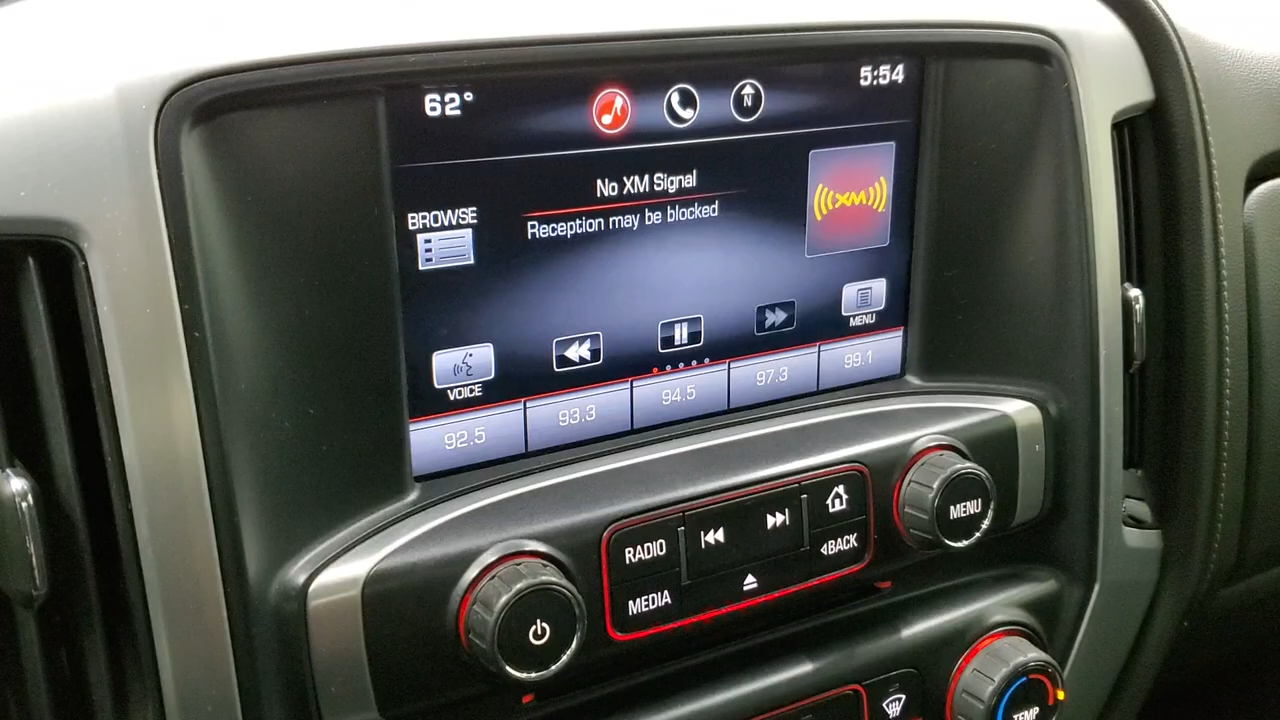 62°
N
5:54
No XM Signal
Reception may be blocked
BROWSE
XM
VOICE
MENU
92.5
93.3
94.5
97.3
99.1
RADIO
MEDIA
BACK
MENU
TEMP